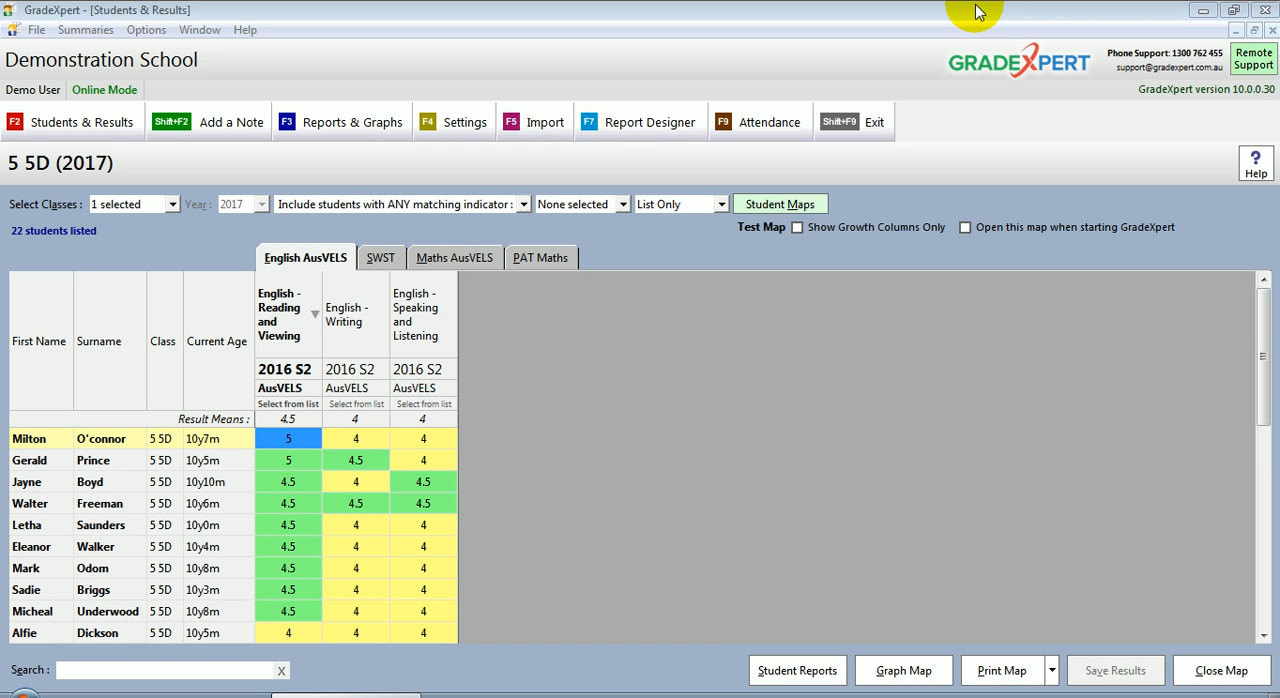 GradeXpert - [Students & Results]
File Summaries Options Window Help
Demonstration School
GRADEXPERT
Phone Support: 1300 762 455
support@gradexpert.com.au
Remote
Support
Demo User Online Mode
GradeXpert version 10.0.0.30
F2 Students & Results Shift+F2 Add a Note F3 Reports & Graphs F4 Settings F5 Import F7 Report Designer F9 Attendance Shift+F9 Exit
5 5D (2017)
? Help
Select Classes : 1 selected Year : 2017 Include students with ANY matching indicator : None selected List Only Student Maps
22 students listed
Test Map Show Growth Columns Only Open this map when starting GradeXpert
English AusVELS SWST Maths AusVELS PAT Maths
First Name Surname Class Current Age
English -
Reading
and
Viewing
English -
Writing
English -
Speaking
and
Listening
2016 S2 2016 S2 2016 S2
AusVELS AusVELS AusVELS
Select from list Select from list Select from list
Result Means : 4.5 4 4
Milton O'connor 5 5D 10y7m 5 4 4
Gerald Prince 5 5D 10y5m 5 4.5 4
Jayne Boyd 5 5D 10y10m 4.5 4 4.5
Walter Freeman 5 5D 10y6m 4.5 4.5 4.5
Letha Saunders 5 5D 10y0m 4.5 4 4
Eleanor Walker 5 5D 10y4m 4.5 4 4
Mark Odom 5 5D 10y8m 4.5 4 4
Sadie Briggs 5 5D 10y3m 4.5 4 4
Micheal Underwood 5 5D 10y8m 4.5 4 4
Alfie Dickson 5 5D 10y5m 4 4 4
Search : X
Student Reports Graph Map Print Map Save Results Close Map